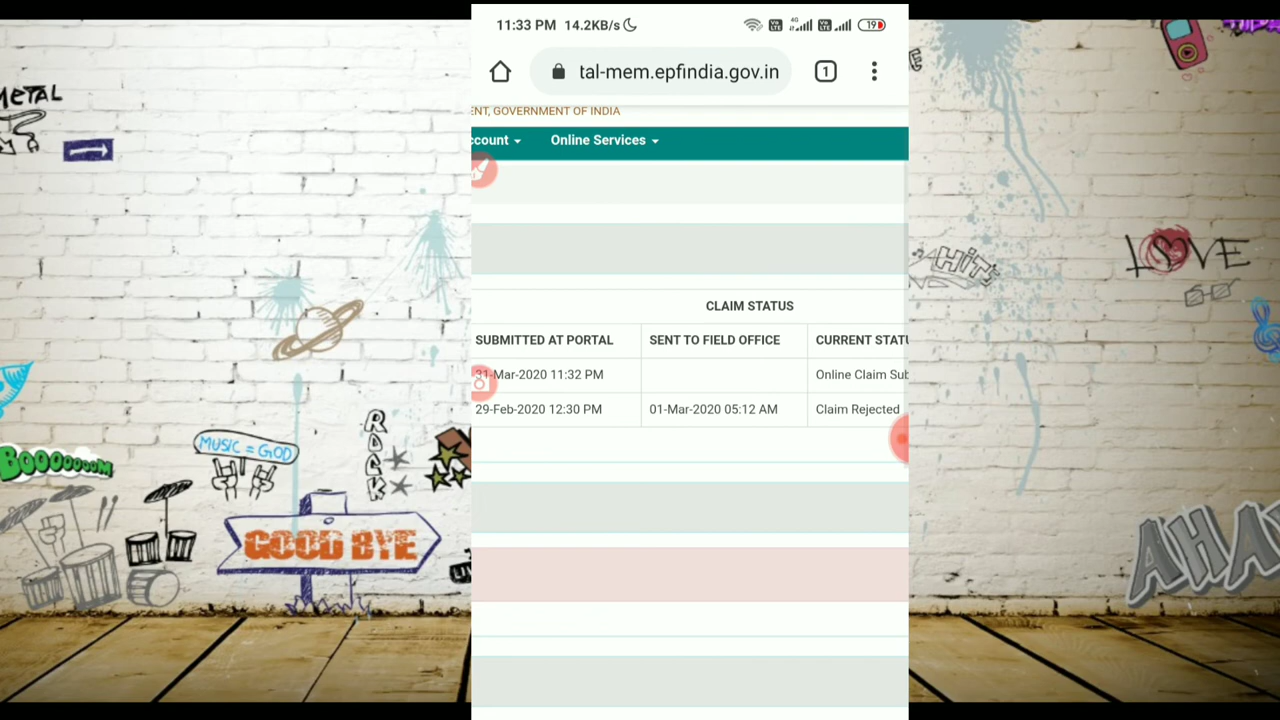 METAL
MUSIC = GOD
ROCK
BOOOOOOOM
GOOD BYE
11:33 PM 14.2KB/s
4G
19
tal-mem.epfindia.gov.in
1
ENT, GOVERNMENT OF INDIA
ccount
Online Services
CLAIM STATUS
SUBMITTED AT PORTAL SENT TO FIELD OFFICE CURRENT STATU
31-Mar-2020 11:32 PM Online Claim Sub
29-Feb-2020 12:30 PM 01-Mar-2020 05:12 AM Claim Rejected
HiTs
LOVE
AHA